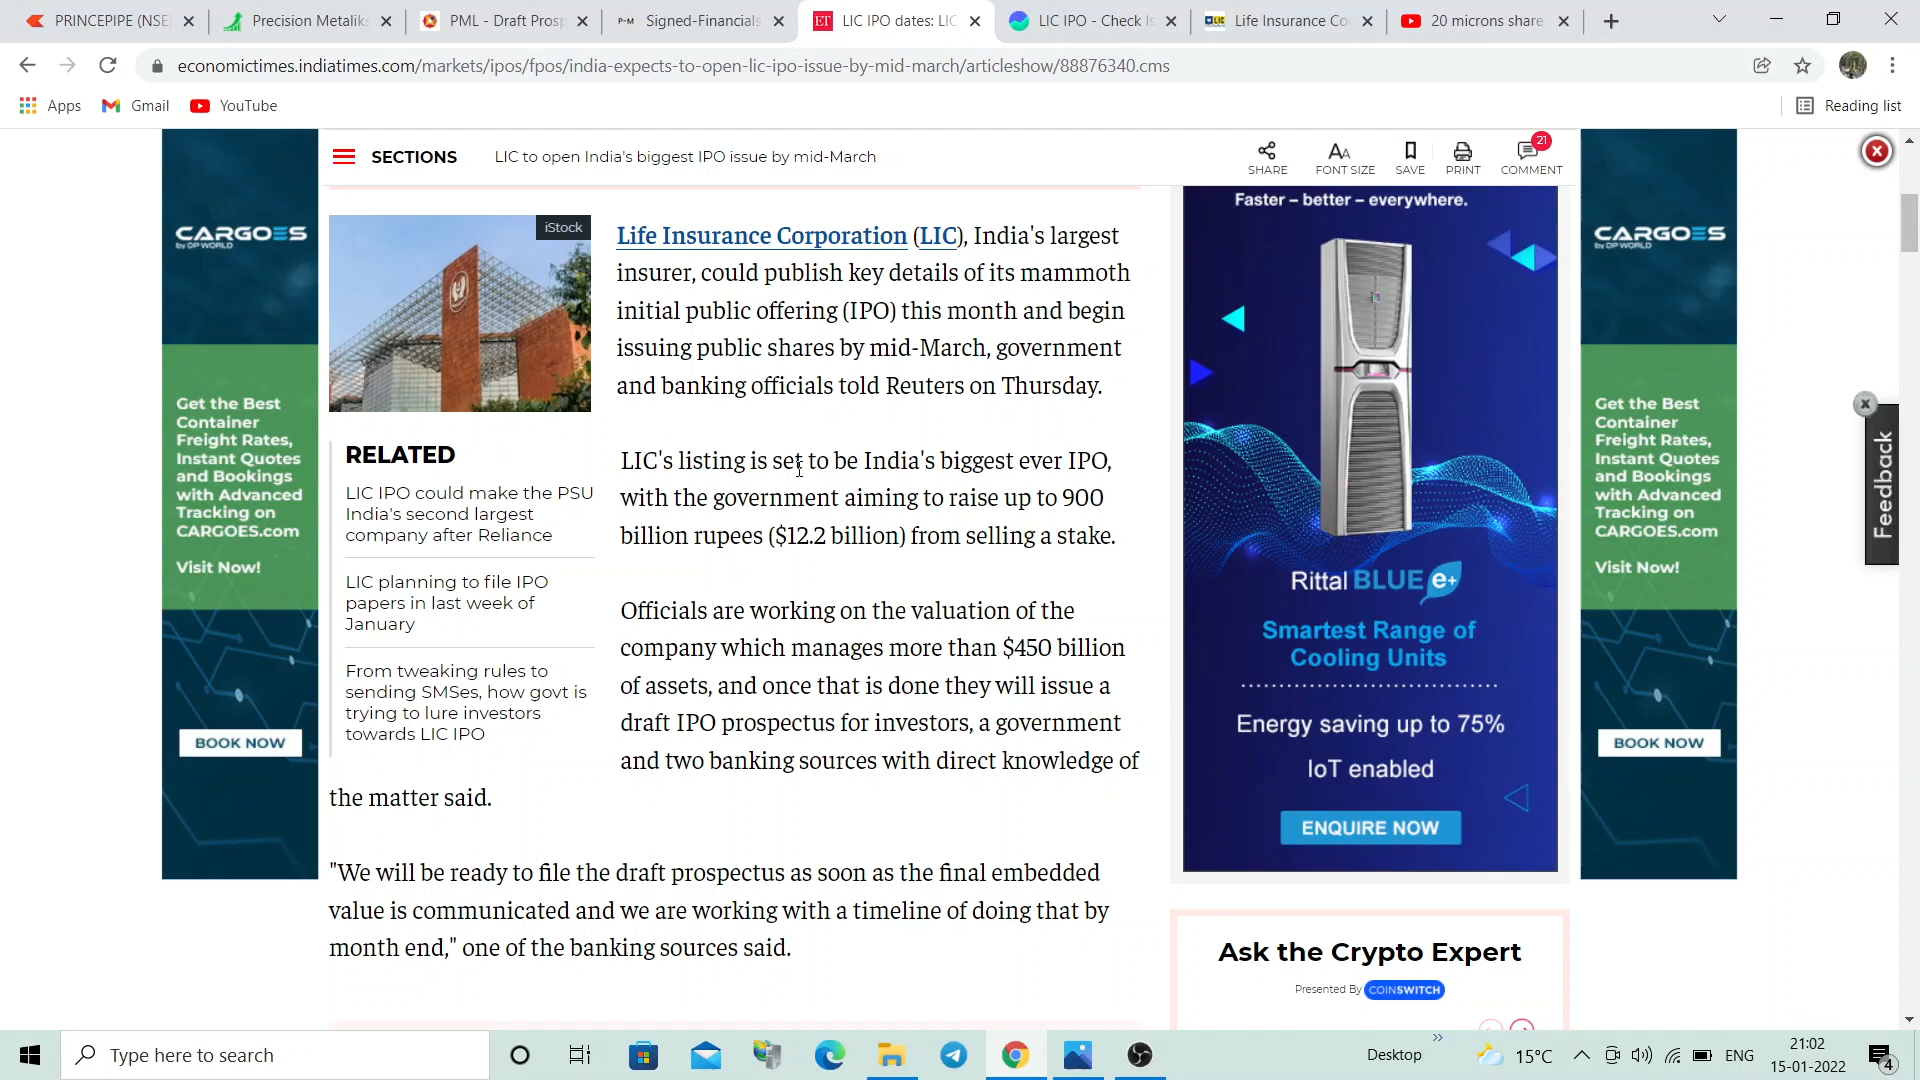 PRINCEPIPE (NSE
Precision Metaliks
PML - Draft Prosp
Signed-Financials
LIC IPO dates: LIC
LIC IPO - Check Is
Life Insurance Cor
20 microns share
economictimes.indiatimes.com/markets/ipos/fpos/india-expects-to-open-lic-ipo-issue-by-mid-march/articleshow/88876340.cms
Apps
Gmail
YouTube
Reading list
SECTIONS
LIC to open India's biggest IPO issue by mid-March
SHARE
FONT SIZE
SAVE
PRINT
21
COMMENT
CARGOES
by DP WORLD
Get the Best
Container
Freight Rates,
Instant Quotes
and Bookings
with Advanced
Tracking on
CARGOES.com
Visit Now!
BOOK NOW
iStock
RELATED
LIC IPO could make the PSU
India's second largest
company after Reliance
LIC planning to file IPO
papers in last week of
January
From tweaking rules to
sending SMSes, how govt is
trying to lure investors
towards LIC IPO
Life Insurance Corporation (LIC), India's largest
insurer, could publish key details of its mammoth
initial public offering (IPO) this month and begin
issuing public shares by mid-March, government
and banking officials told Reuters on Thursday.
LIC's listing is set to be India's biggest ever IPO,
with the government aiming to raise up to 900
billion rupees ($12.2 billion) from selling a stake.
Officials are working on the valuation of the
company which manages more than $450 billion
of assets, and once that is done they will issue a
draft IPO prospectus for investors, a government
and two banking sources with direct knowledge of
the matter said.
"We will be ready to file the draft prospectus as soon as the final embedded
value is communicated and we are working with a timeline of doing that by
month end," one of the banking sources said.
Faster – better – everywhere.
Rittal BLUE e+
Smartest Range of
Cooling Units
Energy saving up to 75%
IoT enabled
ENQUIRE NOW
Ask the Crypto Expert
Presented By COINSWITCH
CARGOES
by DP WORLD
Get the Best
Container
Freight Rates,
Instant Quotes
and Bookings
with Advanced
Tracking on
CARGOES.com
Visit Now!
BOOK NOW
Feedback
Type here to search
Desktop
15°C
ENG
21:02
15-01-2022
4